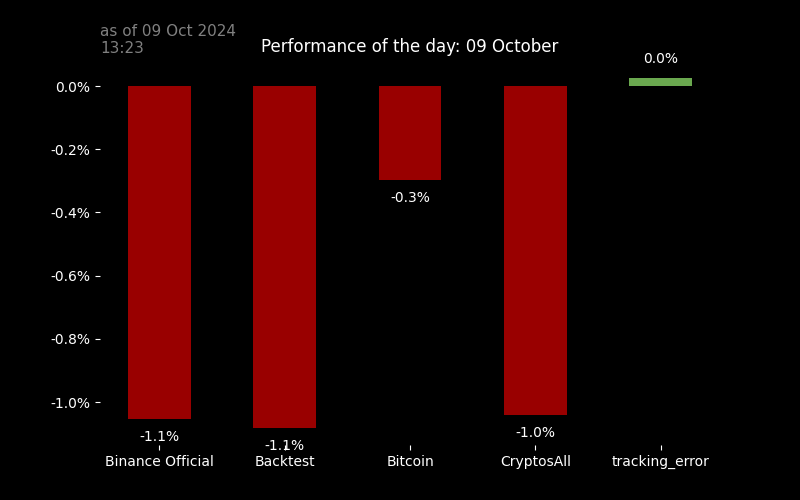 as of 09 Oct 2024
13:23
Performance of the day: 09 October
0.0%
0.0%
-0.2%
-0.4%
-0.6%
-0.8%
-1.0%
-0.3%
-1.1%
-1.1%
-1.0%
Binance Official
Backtest
Bitcoin
CryptosAll
tracking_error